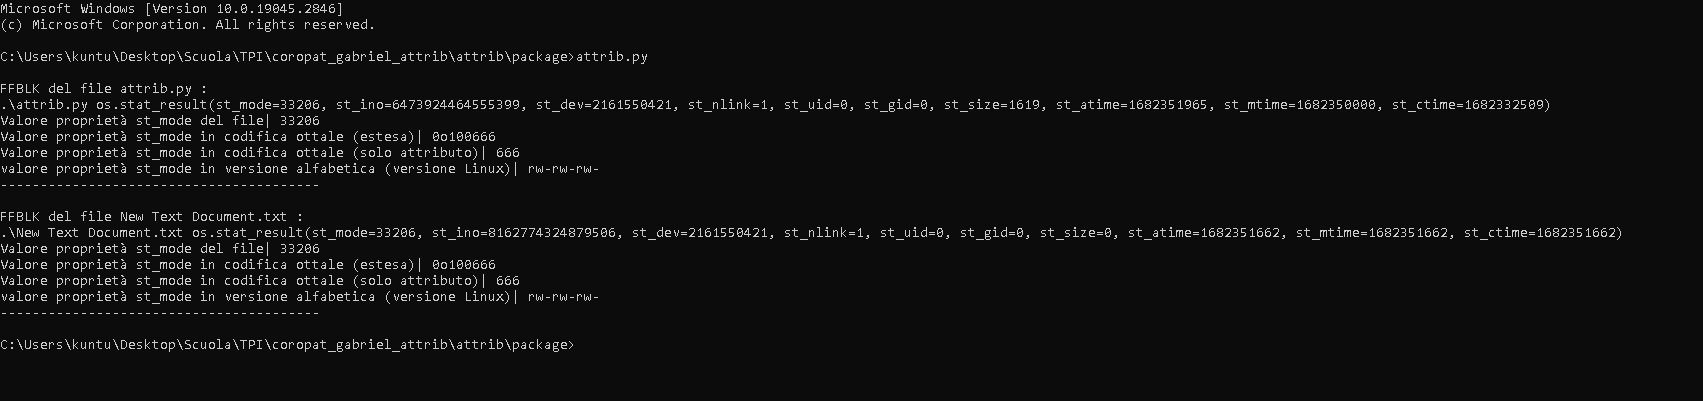 Microsoft Windows [Version 10.0.19045.2846]
(c) Microsoft Corporation. All rights reserved.
C:\Users\kuntu\Desktop\Scuola\TPI\coropat_gabriel_attrib\attrib\package>attrib.py
FFBLK del file attrib.py :
.\attrib.py os.stat_result(st_mode=33206, st_ino=6473924464555399, st_dev=2161550421, st_nlink=1, st_uid=0, st_gid=0, st_size=1619, st_atime=1682351965, st_mtime=1682350000, st_ctime=1682332509)
Valore proprietà st_mode del file| 33206
Valore proprietà st_mode in codifica ottale (estesa)| 0o100666
Valore proprietà st_mode in codifica ottale (solo attributo)| 666
valore proprietà st_mode in versione alfabetica (versione Linux)| rw-rw-rw-
----------------------------------------
FFBLK del file New Text Document.txt :
.\New Text Document.txt os.stat_result(st_mode=33206, st_ino=8162774324879506, st_dev=2161550421, st_nlink=1, st_uid=0, st_gid=0, st_size=0, st_atime=1682351662, st_mtime=1682351662, st_ctime=1682351662)
Valore proprietà st_mode del file| 33206
Valore proprietà st_mode in codifica ottale (estesa)| 0o100666
Valore proprietà st_mode in codifica ottale (solo attributo)| 666
valore proprietà st_mode in versione alfabetica (versione Linux)| rw-rw-rw-
----------------------------------------
C:\Users\kuntu\Desktop\Scuola\TPI\coropat_gabriel_attrib\attrib\package>